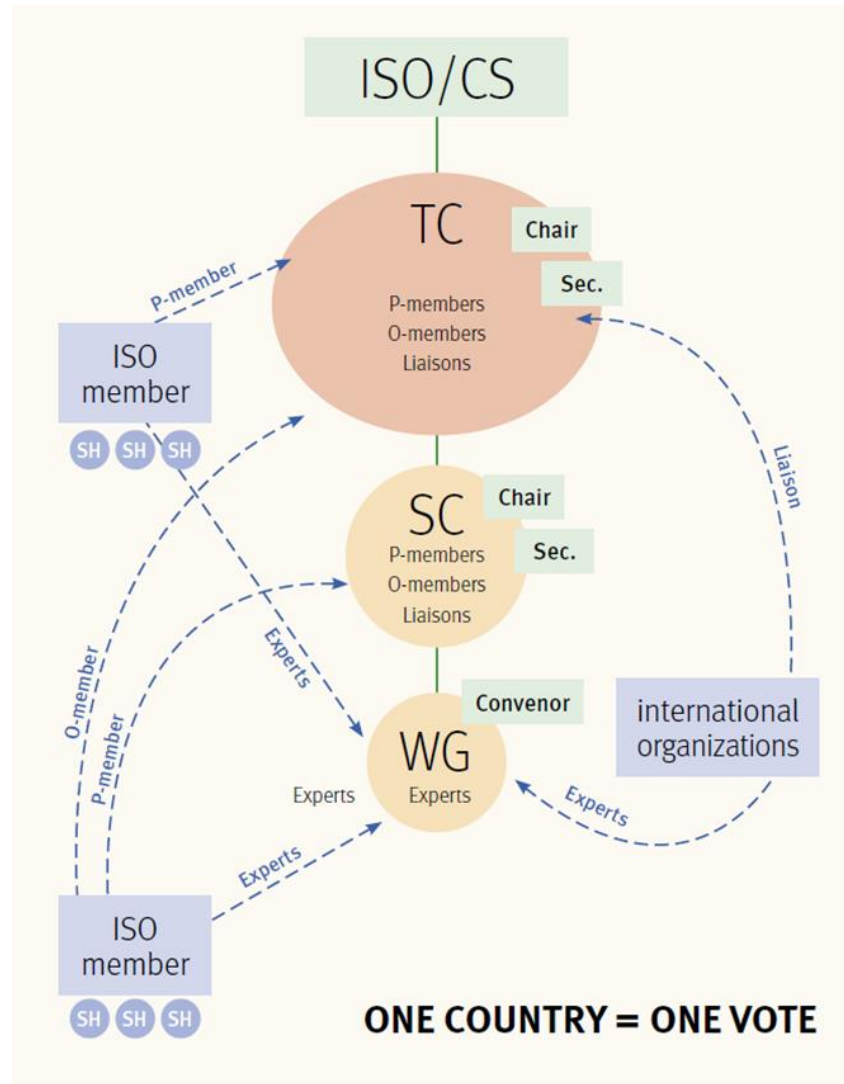 ISO/CS
TC
Chair
Sec.
P-members
O-members
Liaisons
P-member
ISO
member
SH SH SH
SC
Chair
Sec.
P-members
O-members
Liaisons
Liaison
Experts
O-member
P-member
WG
Convenor
Experts
Experts
international
organizations
Experts
Experts
ISO
member
SH SH SH
ONE COUNTRY = ONE VOTE